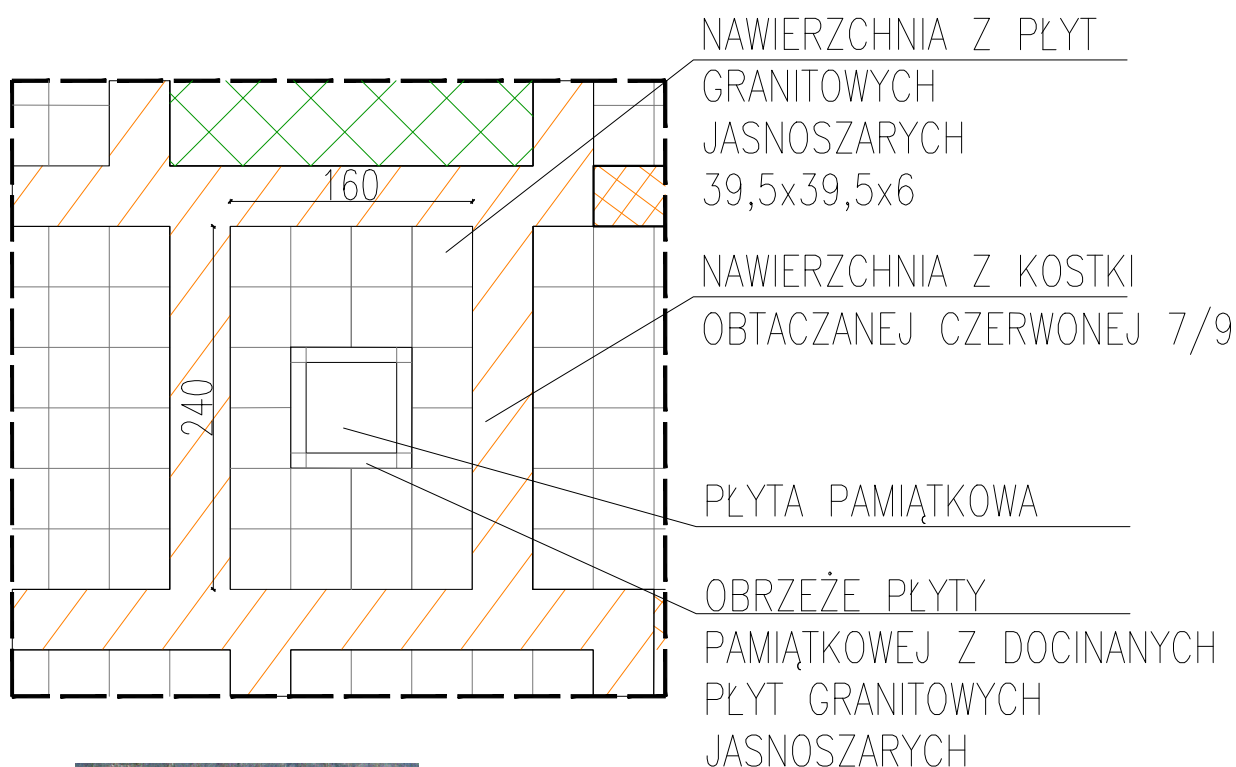 NAWIERZCHNIA Z PŁYT
GRANITOWYCH
JASNOSZARYCH
39,5x39,5x6
160
NAWIERZCHNIA Z KOSTKI
OBTACZANEJ CZERWONEJ 7/9
240
PŁYTA PAMIĄTKOWA
OBRZEŻE PŁYTY
PAMIĄTKOWEJ Z DOCINANYCH
PŁYT GRANITOWYCH
JASNOSZARYCH